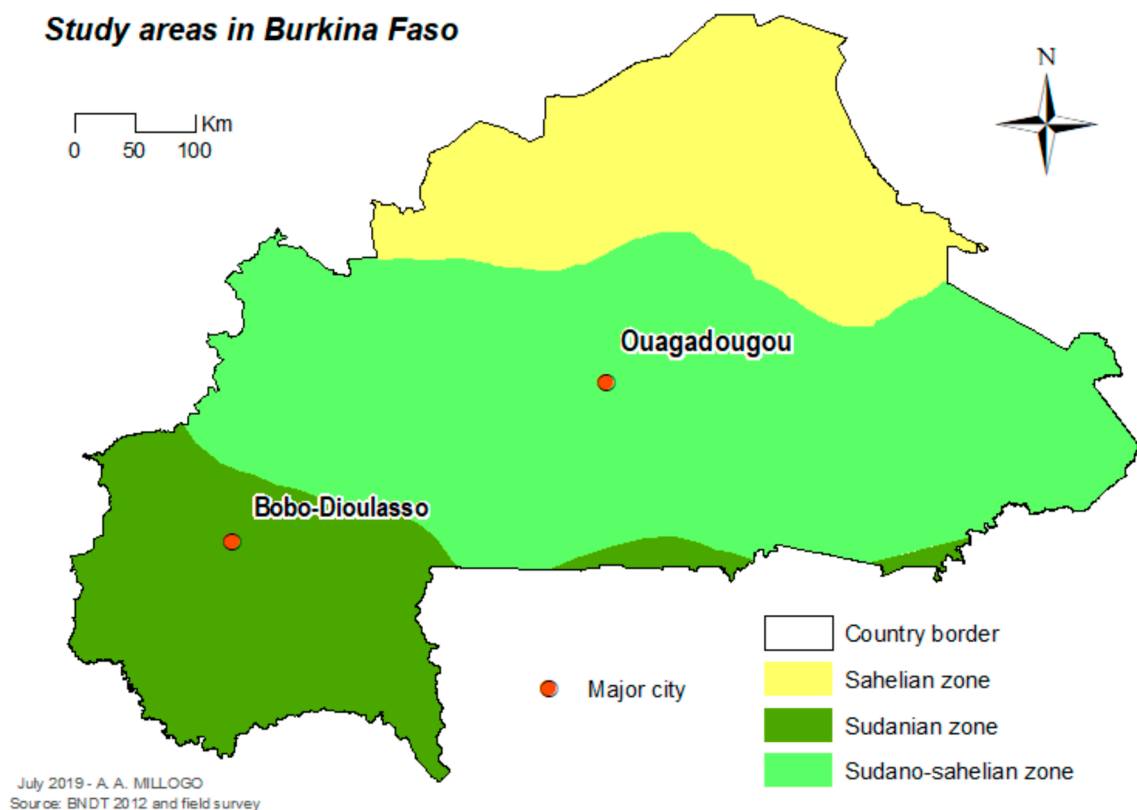 Study areas in Burkina Faso
Km
0 50 100
N
Ouagadougou
Bobo-Dioulasso
Country border
Sahelian zone
Major city
Sudanian zone
Sudano-sahelian zone
July 2019 - A. A. MILLOGO
Source: BNDT 2012 and field survey